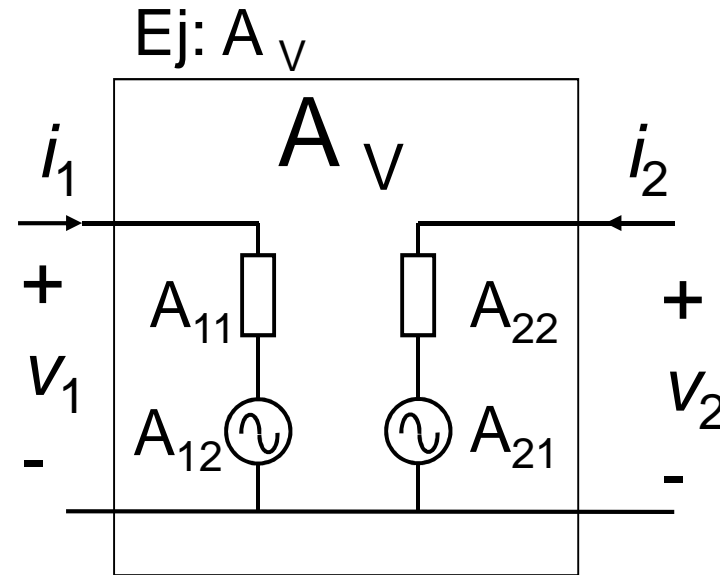 Ej: A V
A V
i1 i2
+ +
A11 A22
v1 v2
A12 A21
- -